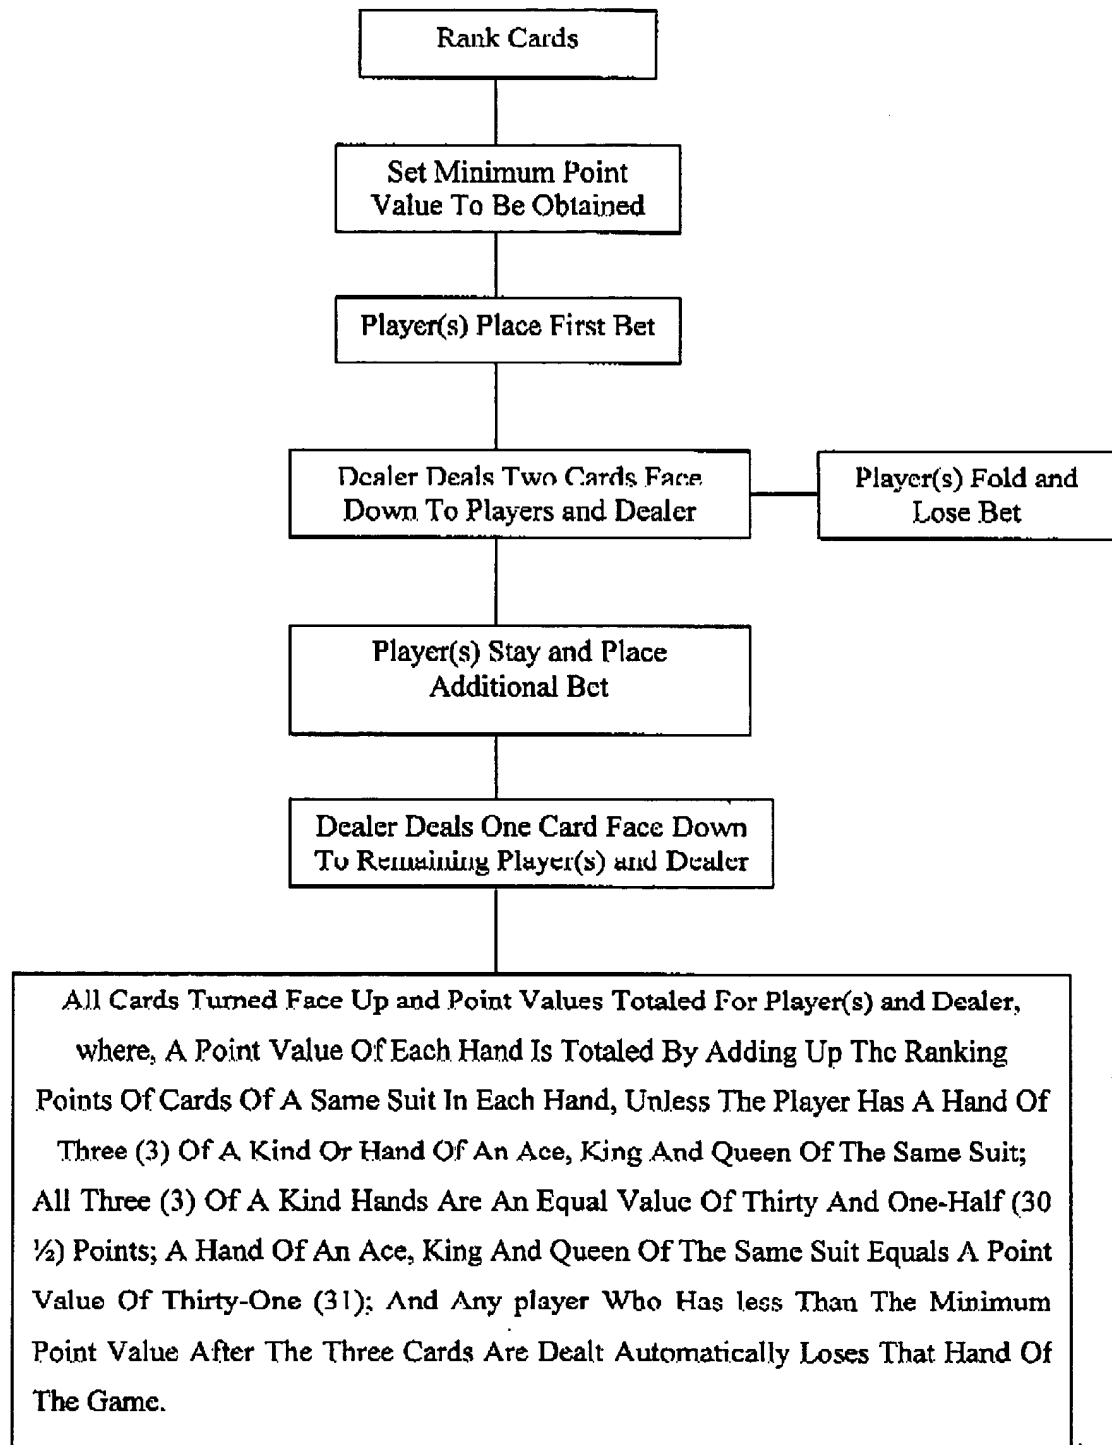 Rank Cards
Set Minimum Point
Value To Be Obtained
Player(s) Place First Bet
Dealer Deals Two Cards Face
Down To Players and Dealer
Player(s) Fold and
Lose Bet
Player(s) Stay and Place
Additional Bet
Dealer Deals One Card Face Down
To Remaining Player(s) and Dealer
All Cards Turned Face Up and Point Values Totaled For Player(s) and Dealer,
where, A Point Value Of Each Hand Is Totaled By Adding Up The Ranking
Points Of Cards Of A Same Suit In Each Hand, Unless The Player Has A Hand Of
Three (3) Of A Kind Or Hand Of An Ace, King And Queen Of The Same Suit;
All Three (3) Of A Kind Hands Are An Equal Value Of Thirty And One-Half (30
½) Points; A Hand Of An Ace, King And Queen Of The Same Suit Equals A Point
Value Of Thirty-One (31); And Any player Who Has less Than The Minimum
Point Value After The Three Cards Are Dealt Automatically Loses That Hand Of
The Game.